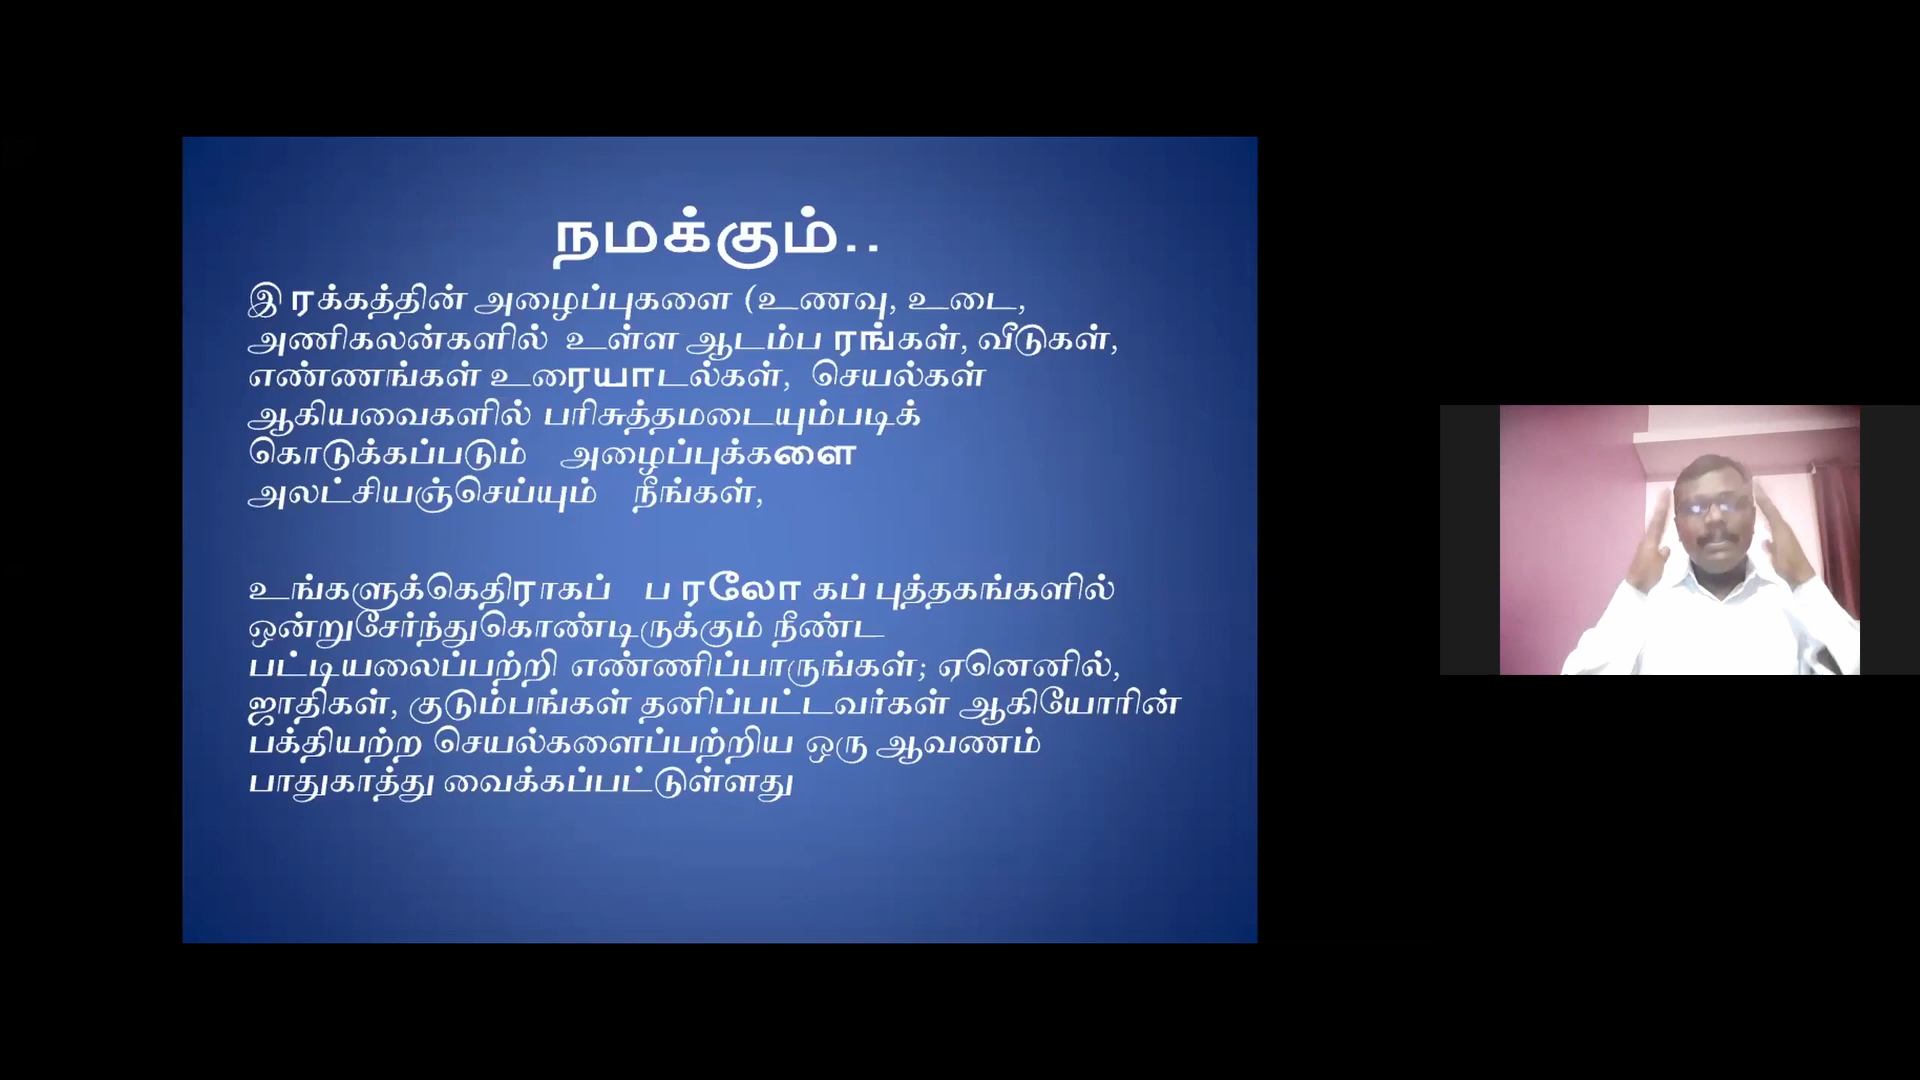 நமக்கும்..
இ ரக்கத்தின் அழைப்புகளை (உணவு, உடை,
அணிகலன்களில் உள்ள ஆடம்ப ரங்கள், வீடுகள்,
எண்ணங்கள் உரையாடல்கள், செயல்கள்
ஆகியவைகளில் பரிசுத்தமடையும்படிக்
கொடுக்கப்படும் அழைப்புக்களை
அலட்சியஞ்செய்யும் நீங்கள்,
உங்களுக்கெதிராகப் ப ரலோ கப் புத்தகங்களில்
ஒன்றுசேர்ந்துகொண்டிருக்கும் நீண்ட
பட்டியலைப்பற்றி எண்ணிப்பாருங்கள்; ஏனெனில்,
ஜாதிகள், குடும்பங்கள் தனிப்பட்டவர்கள் ஆகியோரின்
பக்தியற்ற செயல்களைப்பற்றிய ஒரு ஆவணம்
பாதுகாத்து வைக்கப்பட்டுள்ளது